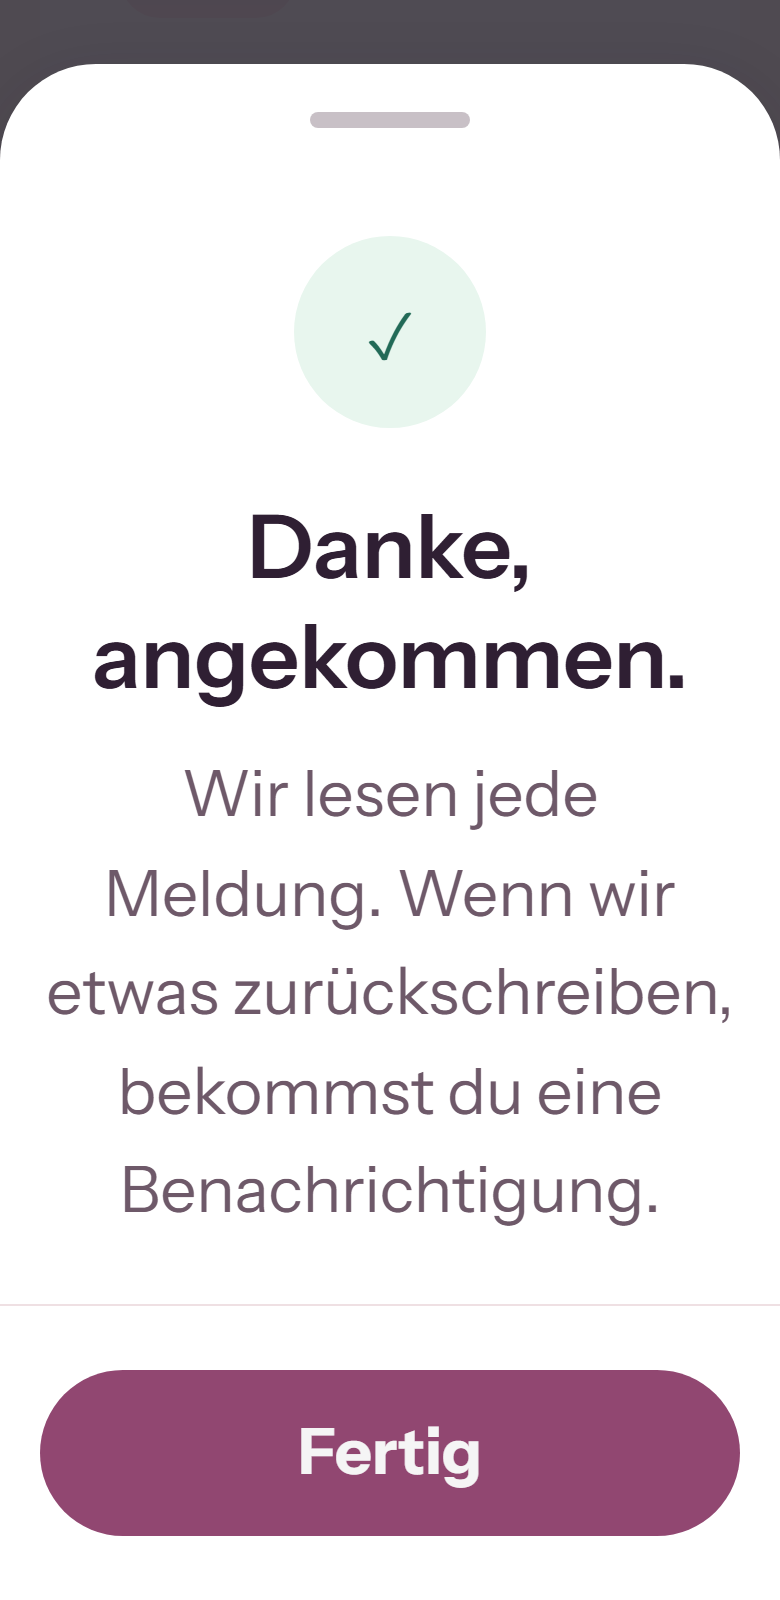 Danke,
angekommen.
Wir lesen jede
Meldung. Wenn wir
etwas zurückschreiben,
bekommst du eine
Benachrichtigung.
Fertig